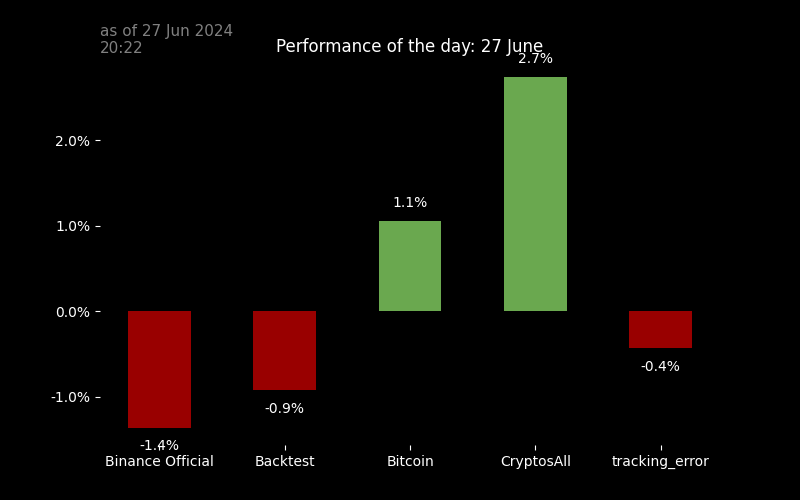 as of 27 Jun 2024
20:22
Performance of the day: 27 June
2.7%
2.0%
1.1%
1.0%
0.0%
-0.4%
-1.0%
-0.9%
-1.4%
Binance Official
Backtest
Bitcoin
CryptosAll
tracking_error